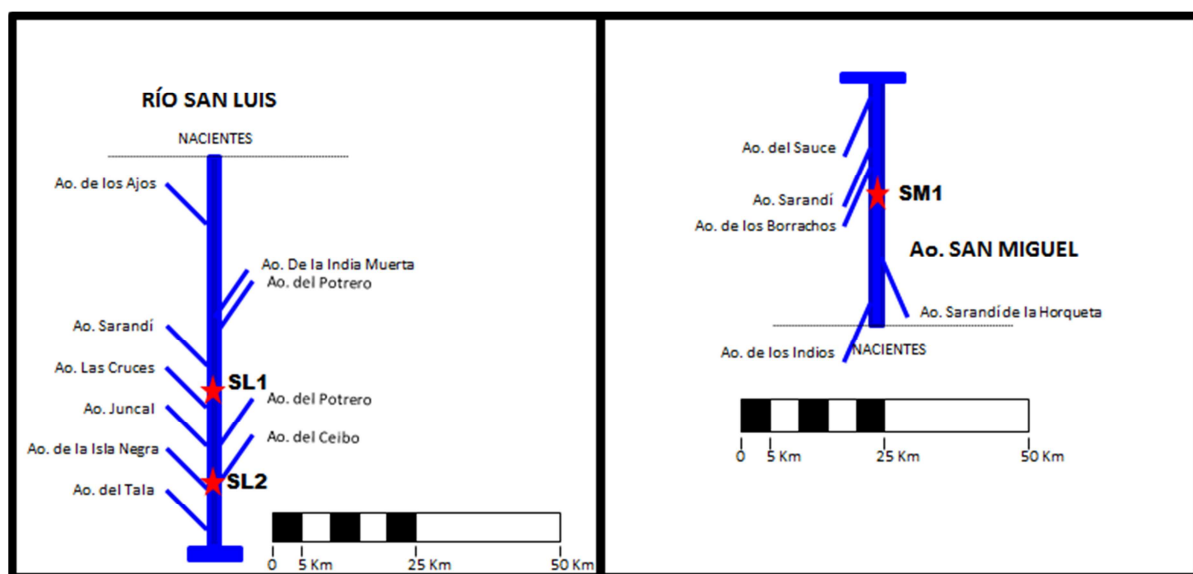 RÍO SAN LUIS
NACIENTES
Ao. de los Ajos
Ao. De la India Muerta
Ao. del Potrero
Ao. Sarandí
Ao. Las Cruces
SL1
Ao. del Potrero
Ao. Juncal
Ao. del Ceibo
Ao. de la Isla Negra
SL2
Ao. del Tala
0 5 Km 25 Km 50 Km
Ao. del Sauce
Ao. Sarandí
SM1
Ao. de los Borrachos
Ao. SAN MIGUEL
Ao. Sarandí de la Horqueta
Ao. de los Indios
NACIENTES
0 5 Km 25 Km 50 Km